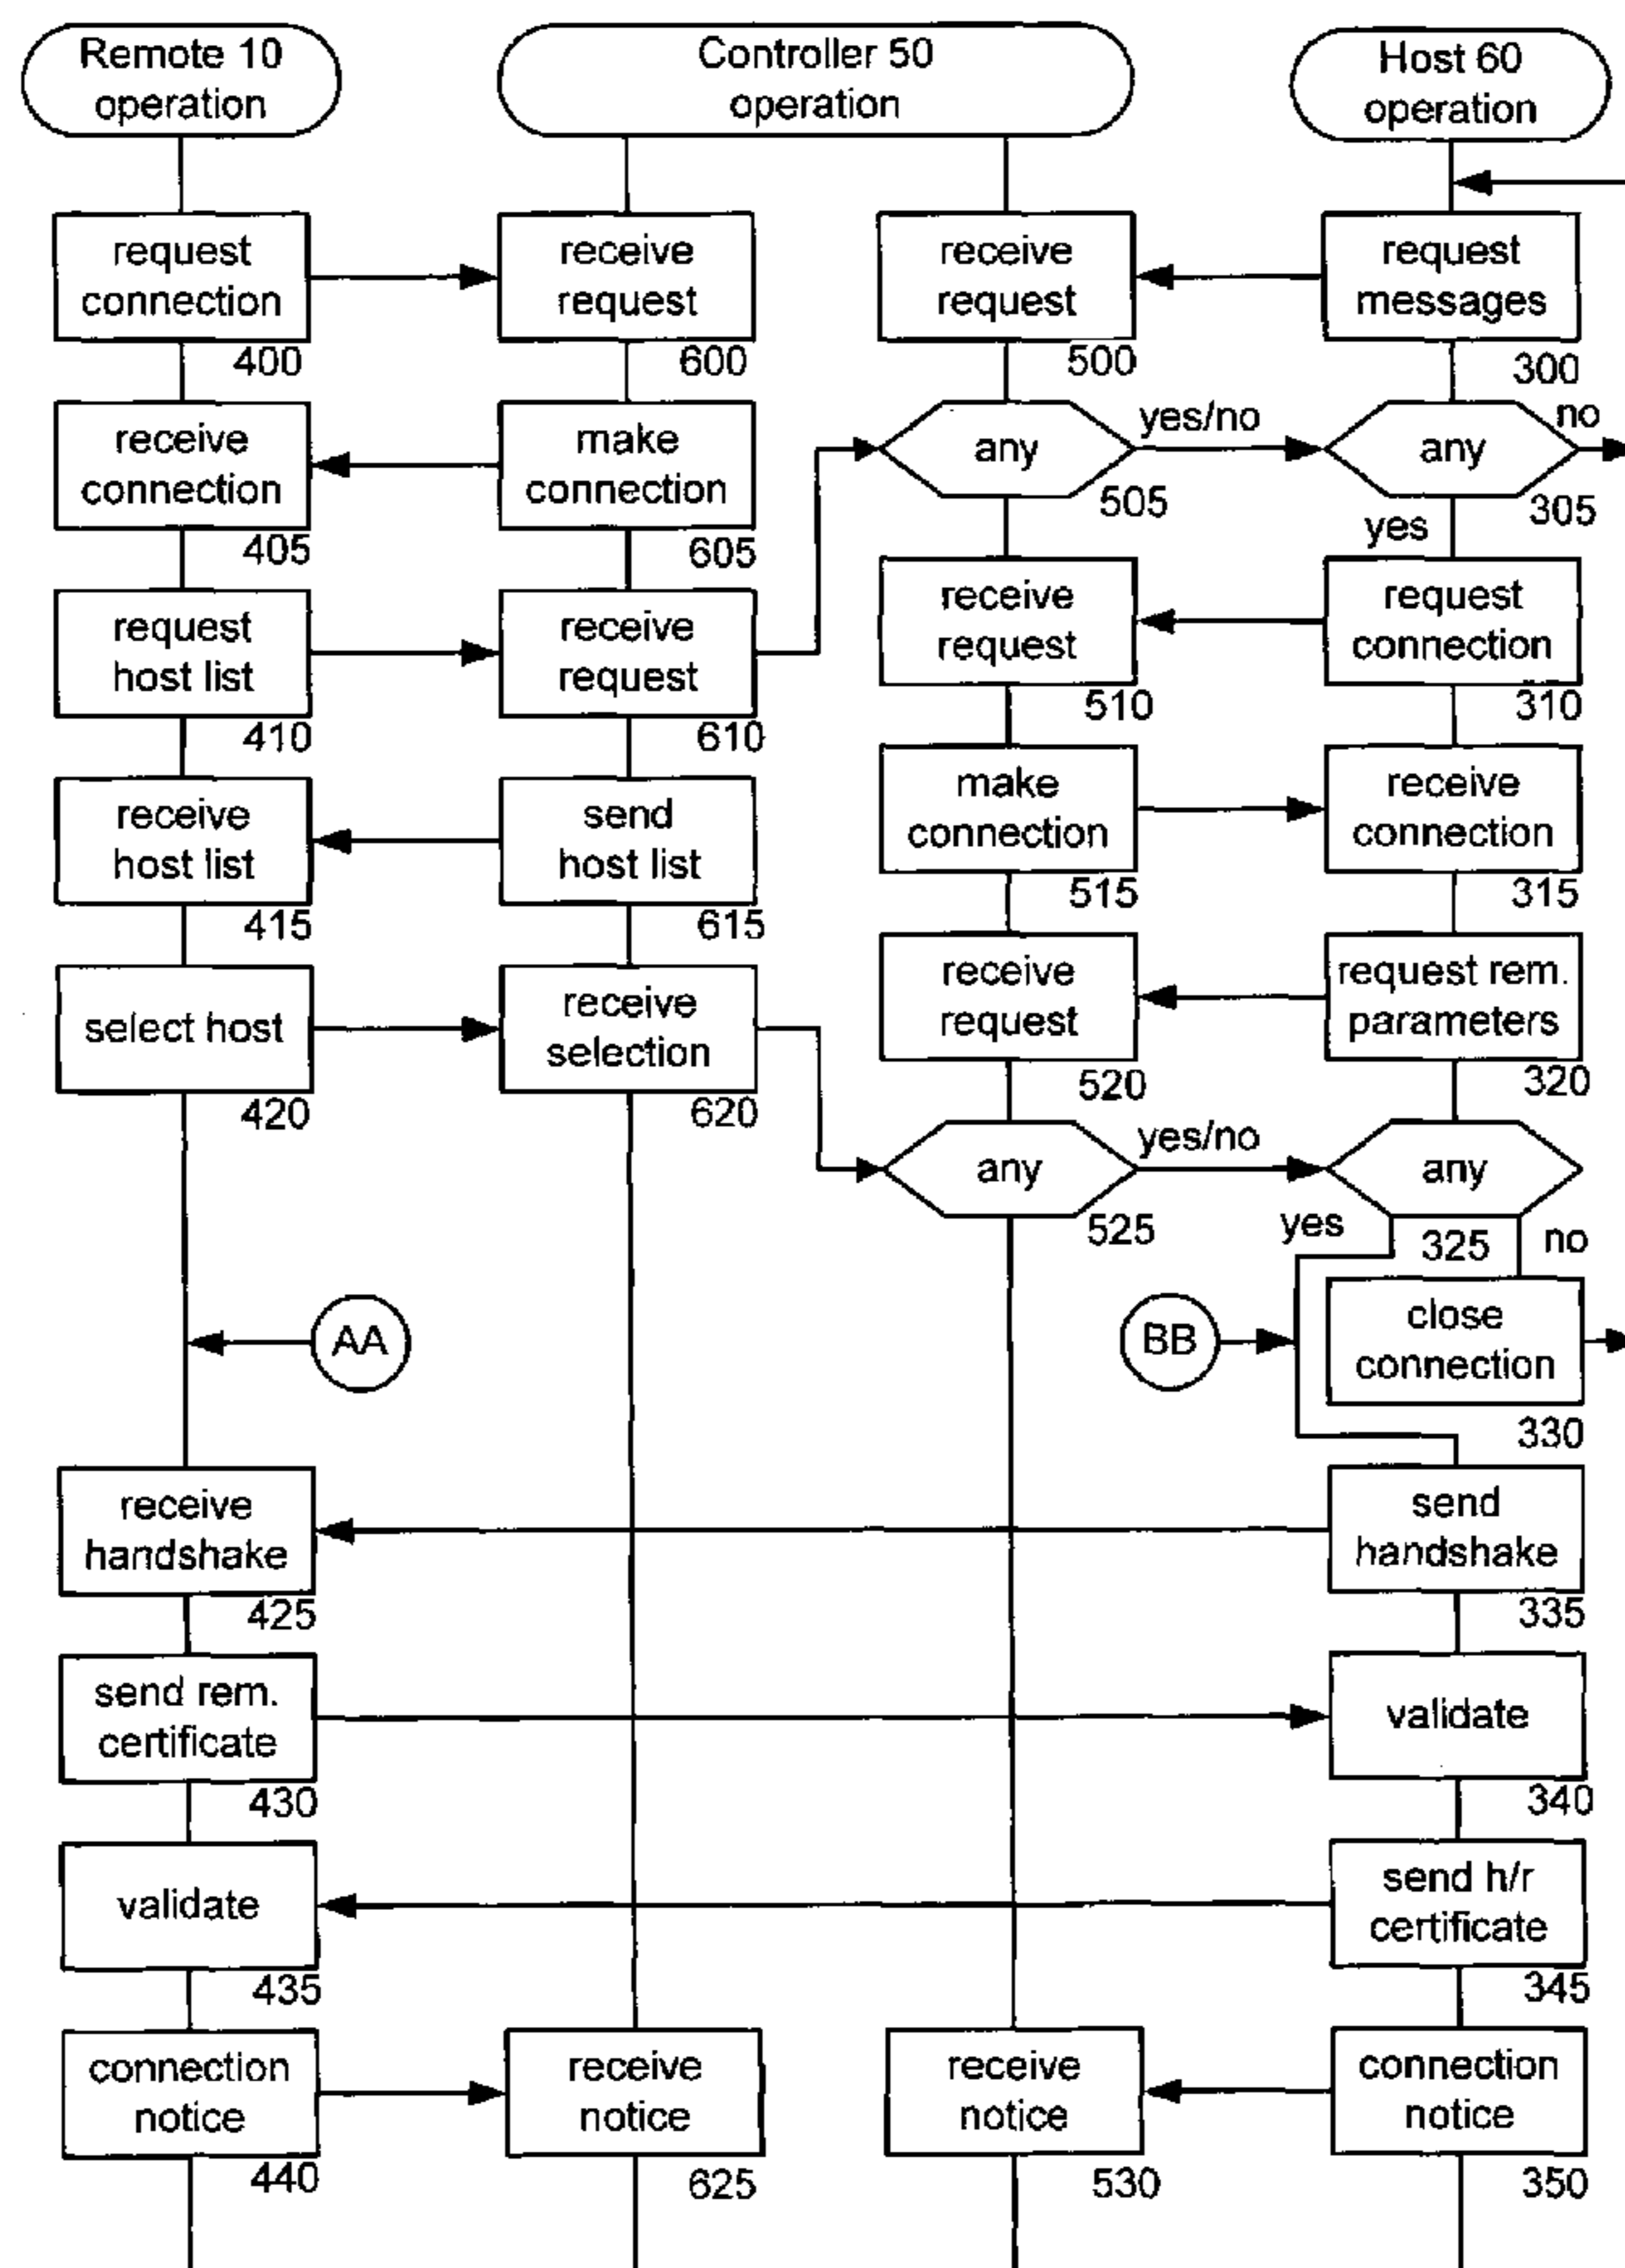 Remote 10
operation
Controller 50
operation
Host 60
operation
request
connection
400
receive
request
600
receive
request
500
request
messages
300
receive
connection
405
make
connection
605
any
yes/no
505
any
no
305
yes
request
host list
410
receive
request
610
receive
request
510
request
connection
310
receive
host list
415
send
host list
615
make
connection
515
receive
connection
315
select host
420
receive
selection
620
receive
request
520
request rem.
parameters
320
any
yes/no
525
any
yes
325
no
AA
BB
close
connection
330
receive
handshake
425
send
handshake
335
send rem.
certificate
430
validate
340
validate
435
send h/r
certificate
345
connection
notice
440
receive
notice
625
receive
notice
530
connection
notice
350